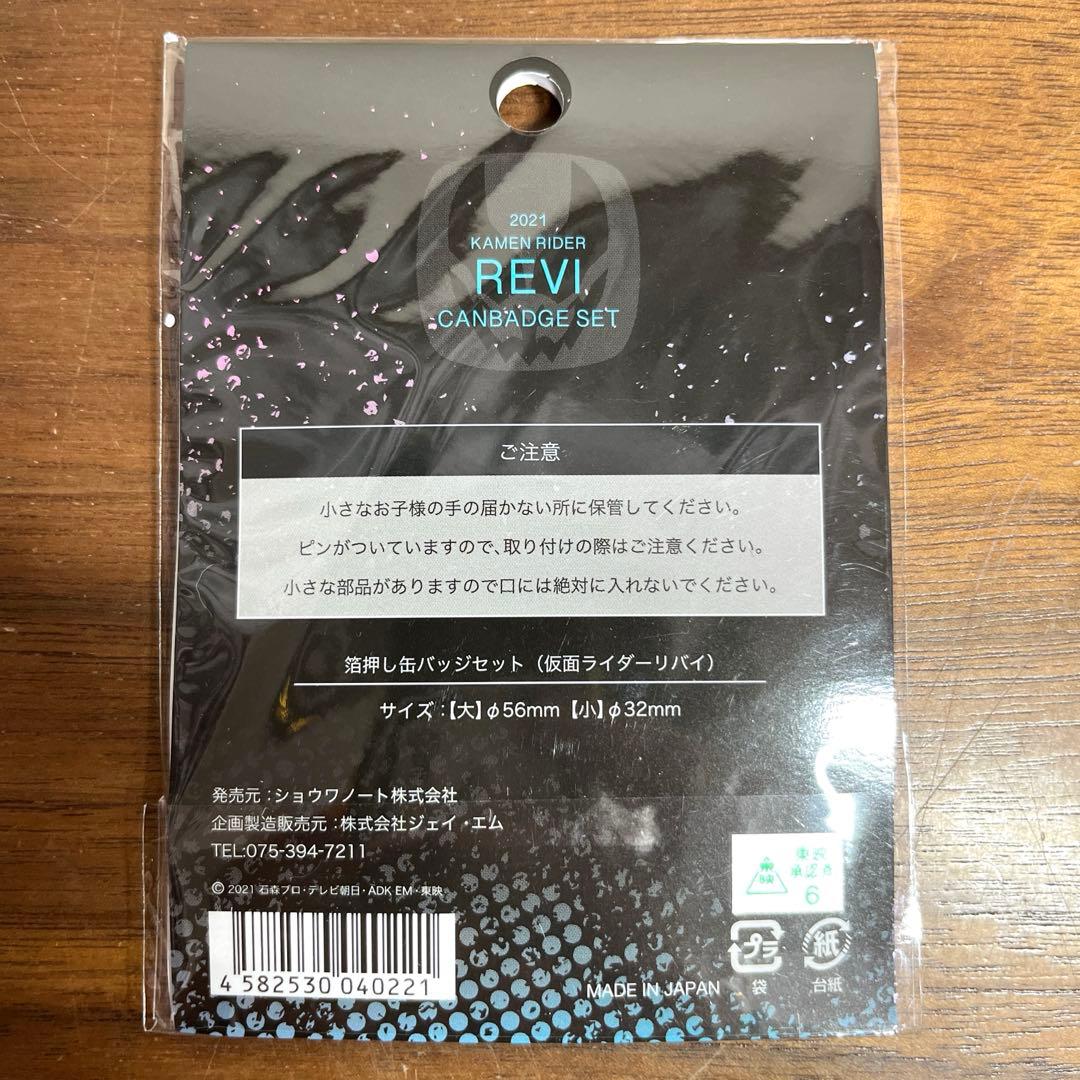 2021
KAMEN RIDER
REVI
CANBADGE SET
ご注意
小さなお子様の手の届かない所に保管してください。
ピンがついていますので、取り付けの際はご注意ください。
小さな部品がありますので口には絶対に入れないでください。
箔押し缶バッジセット（仮面ライダーリバイ）
サイズ：【大】φ56mm 【小】φ32mm
発売元：ショウワノート株式会社
企画製造販売元：株式会社ジェイ・エム
TEL:075-394-7211
© 2021 石森プロ・テレビ朝日・ADK EM・東映
4 582530 040221
東映
承認済
東映
6
MADE IN JAPAN
プラ
袋
紙
台紙